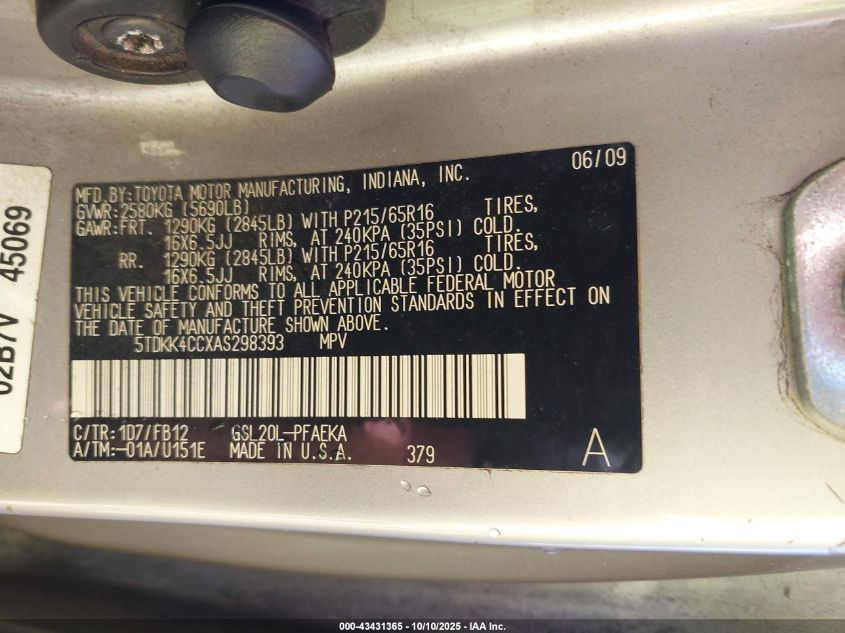 06/09
MFD.BY:TOYOTA MOTOR MANUFACTURING, INDIANA, INC.
GVWR:2580KG (5690LB)
GAWR:FRT. 1290KG (2845LB) WITH P215/65R16 TIRES,
16X6.5JJ RIMS, AT 240KPA (35PSI) COLD.
RR. 1290KG (2845LB) WITH P215/65R16 TIRES,
16X6.5JJ RIMS, AT 240KPA (35PSI) COLD.
THIS VEHICLE CONFORMS TO ALL APPLICABLE FEDERAL MOTOR
VEHICLE SAFETY AND THEFT PREVENTION STANDARDS IN EFFECT ON
THE DATE OF MANUFACTURE SHOWN ABOVE.
5TDKK4CCXAS298393 MPV
C/TR:1D7/FB12 GSL20L-PFAEKA
A/TM:-01A/U151E MADE IN U.S.A. 379 A
02B7V 45069
000-43431365 - 10/10/2025 - IAA Inc.